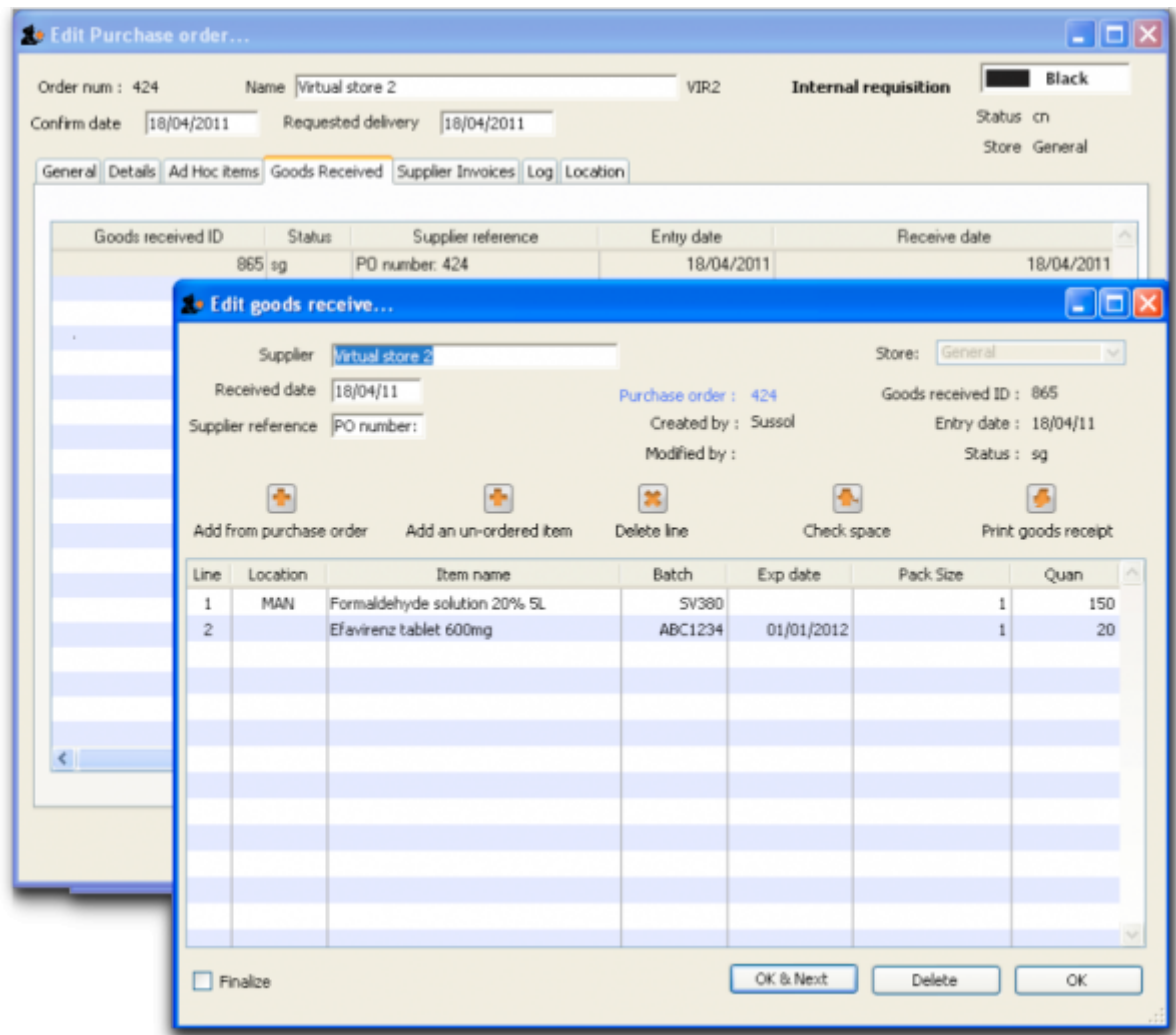 Edit Purchase order...
Order num : 424 Name Virtual store 2 VIR2 Internal requisition Black
Confirm date 18/04/2011 Requested delivery 18/04/2011 Status cn
Store General
General Details Ad Hoc items Goods Received Supplier Invoices Log Location
Goods received ID Status Supplier reference Entry date Receive date
865 sg PO number: 424 18/04/2011 18/04/2011
Edit goods receive...
Supplier Virtual store 2 Store: General
Received date 18/04/11 Purchase order : 424 Goods received ID : 865
Supplier reference PO number: Created by : Sussol Entry date : 18/04/11
Modified by : Status : sg
Add from purchase order Add an un-ordered item Delete line Check space Print goods receipt
Line Location Item name Batch Exp date Pack Size Quan
1 MAN Formaldehyde solution 20% 5L SV380 1 150
2 Efavirenz tablet 600mg ABC1234 01/01/2012 1 20
Finalize OK & Next Delete OK